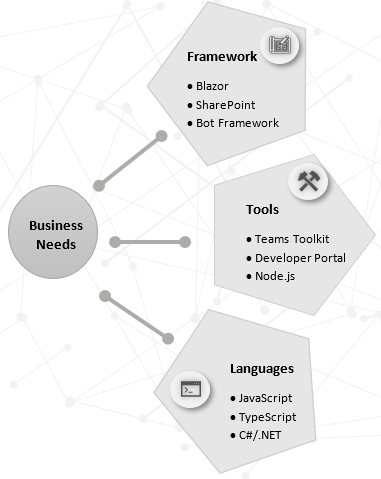 Framework
• Blazor
• SharePoint
• Bot Framework
Business
Needs
Tools
• Teams Toolkit
• Developer Portal
• Node.js
Languages
• JavaScript
• TypeScript
• C#/.NET